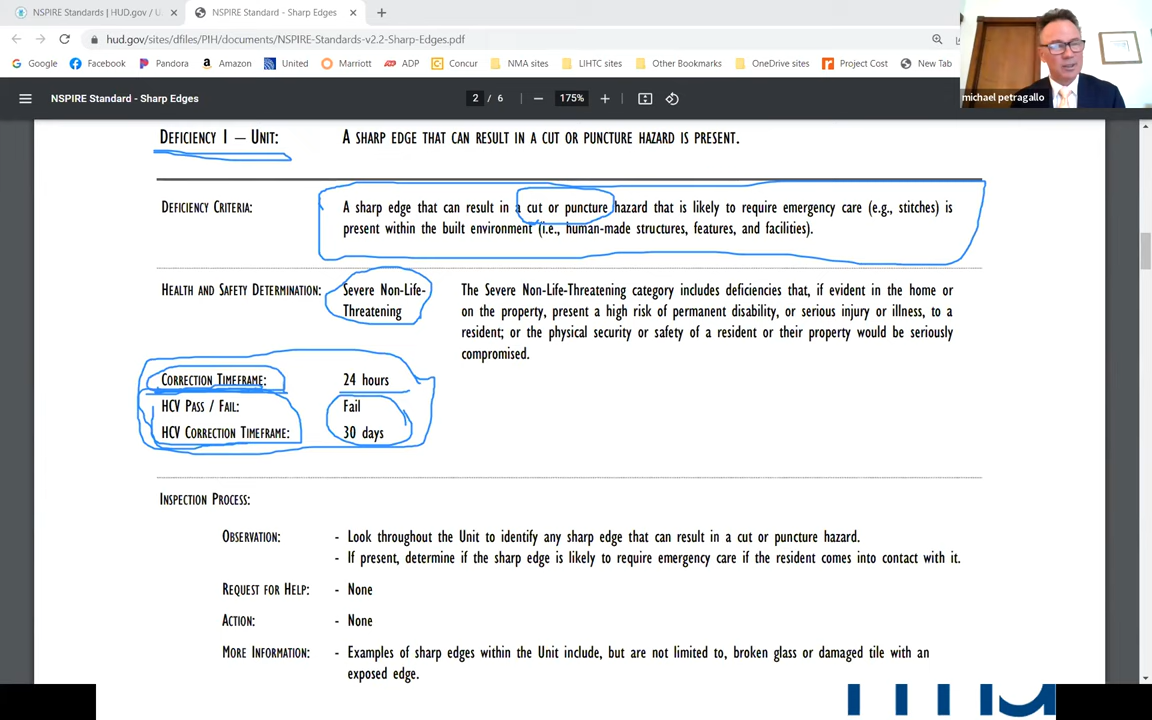 NSPIRE Standards | HUD.gov / U
NSPIRE Standard - Sharp Edges
hud.gov/sites/dfiles/PIH/documents/NSPIRE-Standards-v2.2-Sharp-Edges.pdf
Google Facebook Pandora Amazon United Marriott ADP Concur NMA sites LIHTC sites Other Bookmarks OneDrive sites Project Cost New Tab
michael petragallo
NSPIRE Standard - Sharp Edges 2 / 6 175%
DEFICIENCY 1 – UNIT: A SHARP EDGE THAT CAN RESULT IN A CUT OR PUNCTURE HAZARD IS PRESENT.
DEFICIENCY CRITERIA: A sharp edge that can result in a cut or puncture hazard that is likely to require emergency care (e.g., stitches) is
present within the built environment (i.e., human-made structures, features, and facilities).
HEALTH AND SAFETY DETERMINATION: Severe Non-Life- The Severe Non-Life-Threatening category includes deficiencies that, if evident in the home or
Threatening on the property, present a high risk of permanent disability, or serious injury or illness, to a
resident; or the physical security or safety of a resident or their property would be seriously
compromised.
CORRECTION TIMEFRAME: 24 hours
HCV PASS / FAIL: Fail
HCV CORRECTION TIMEFRAME: 30 days
INSPECTION PROCESS:
OBSERVATION: - Look throughout the Unit to identify any sharp edge that can result in a cut or puncture hazard.
- If present, determine if the sharp edge is likely to require emergency care if the resident comes into contact with it.
REQUEST FOR HELP: - None
ACTION: - None
MORE INFORMATION: - Examples of sharp edges within the Unit include, but are not limited to, broken glass or damaged tile with an
exposed edge.